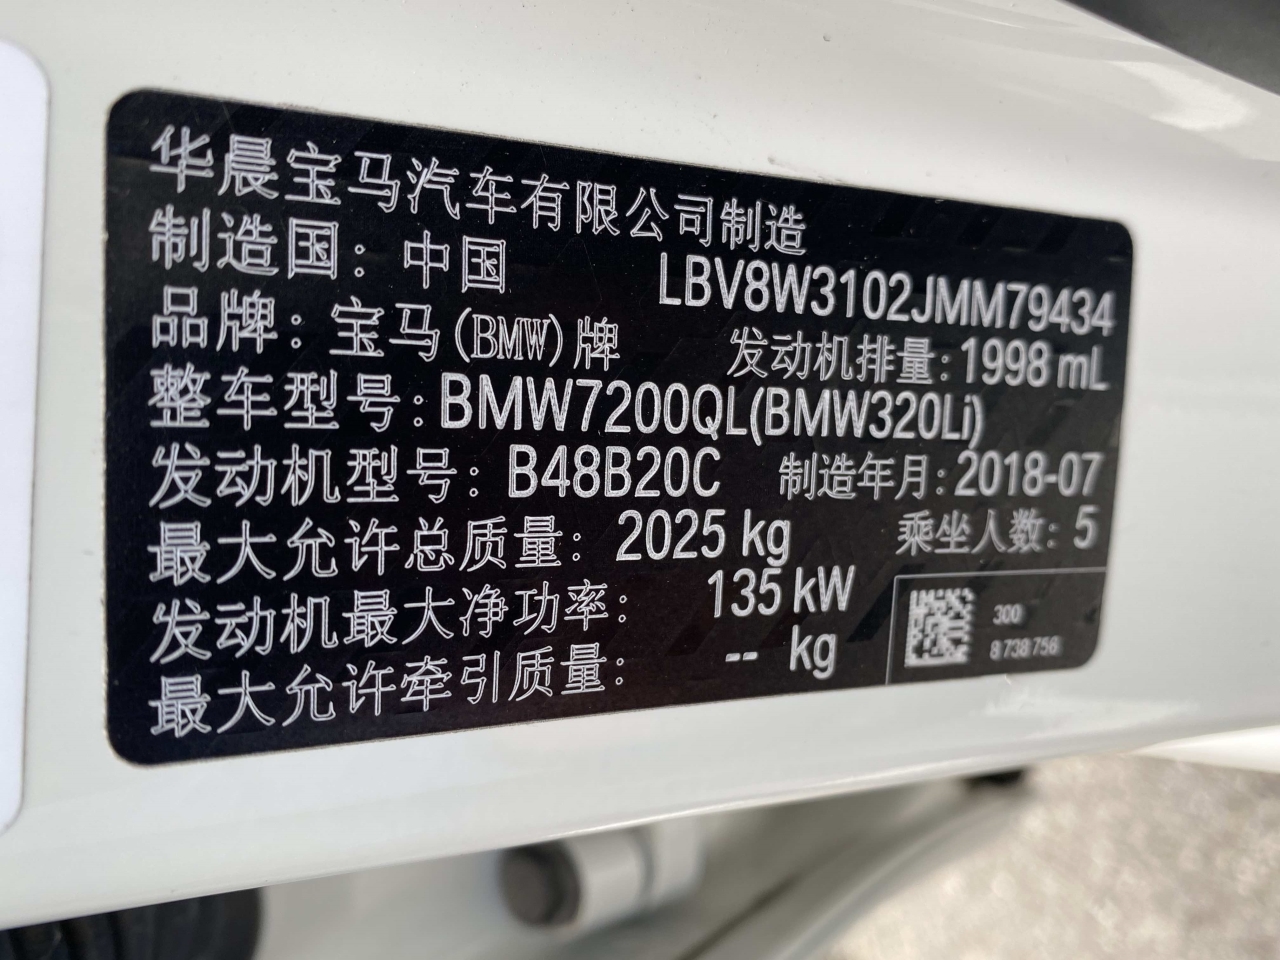 华晨宝马汽车有限公司制造
制造国：中国 LBV8W3102JMM79434
品牌：宝马(BMW)牌 发动机排量：1998 mL
整车型号：BMW7200QL(BMW320Li)
发动机型号：B48B20C 制造年月：2018-07
最大允许总质量：2025 kg 乘坐人数：5
发动机最大净功率：135 kW
最大允许牵引质量：-- kg
300
8 738 756